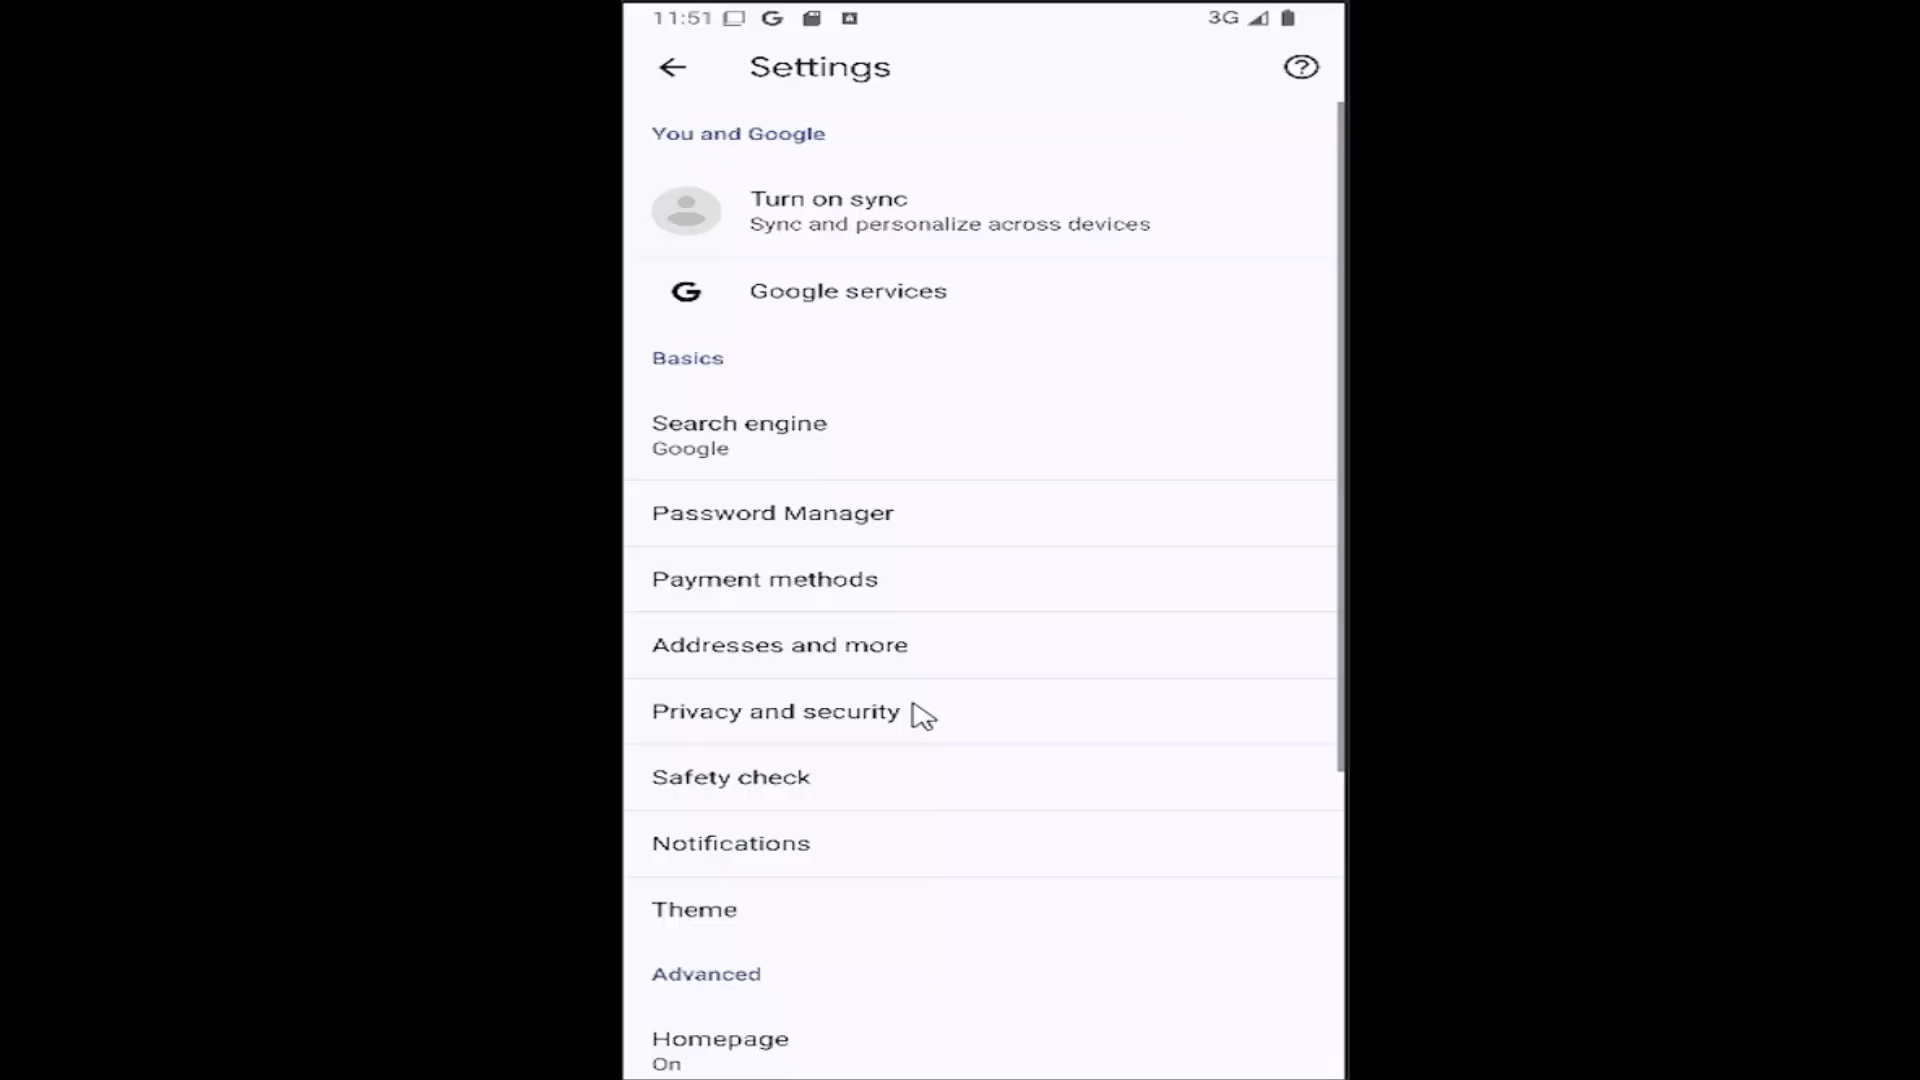 11:51
3G
Settings
You and Google
Turn on sync
Sync and personalize across devices
Google services
Basics
Search engine
Google
Password Manager
Payment methods
Addresses and more
Privacy and security
Safety check
Notifications
Theme
Advanced
Homepage
On